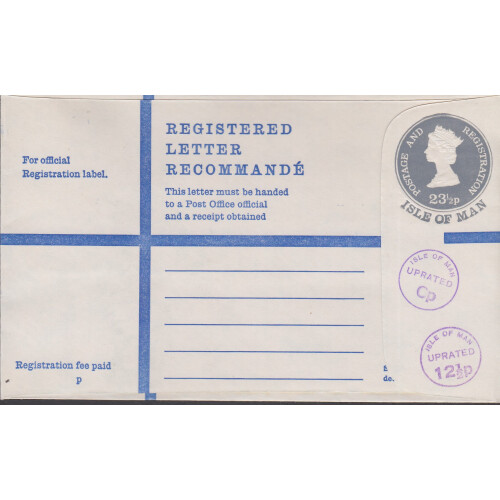 REGISTERED
LETTER
RECOMMANDÉ
This letter must be handed
to a Post Office official
and a receipt obtained
For official
Registration label.
POSTAGE AND REGISTRATION
23½p
ISLE OF MAN
ISLE OF MAN
UPRATED
Cp
ISLE OF MAN
UPRATED
12½p
Registration fee paid
p
de.